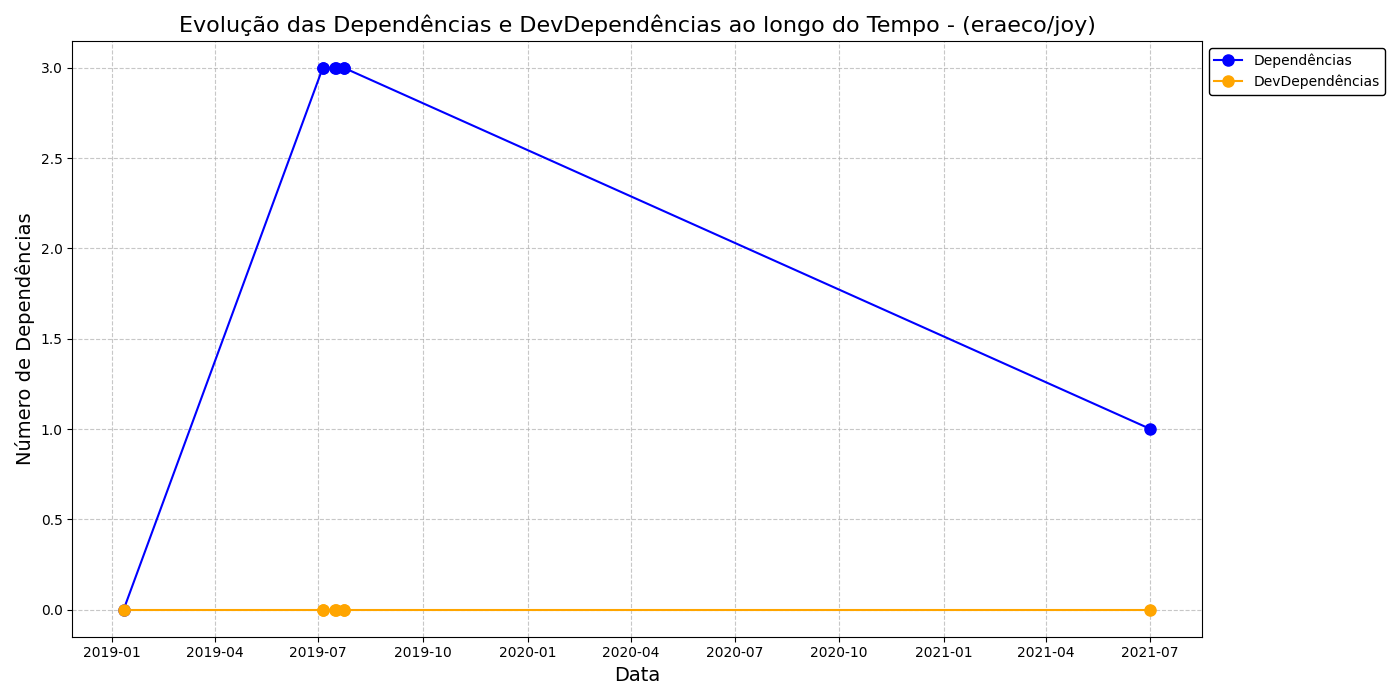 Evolução das Dependências e DevDependências ao longo do Tempo - (eraeco/joy)
Dependências
DevDependências
Número de Dependências
3.0
2.5
2.0
1.5
1.0
0.5
0.0
2019-01 2019-04 2019-07 2019-10 2020-01 2020-04 2020-07 2020-10 2021-01 2021-04 2021-07
Data